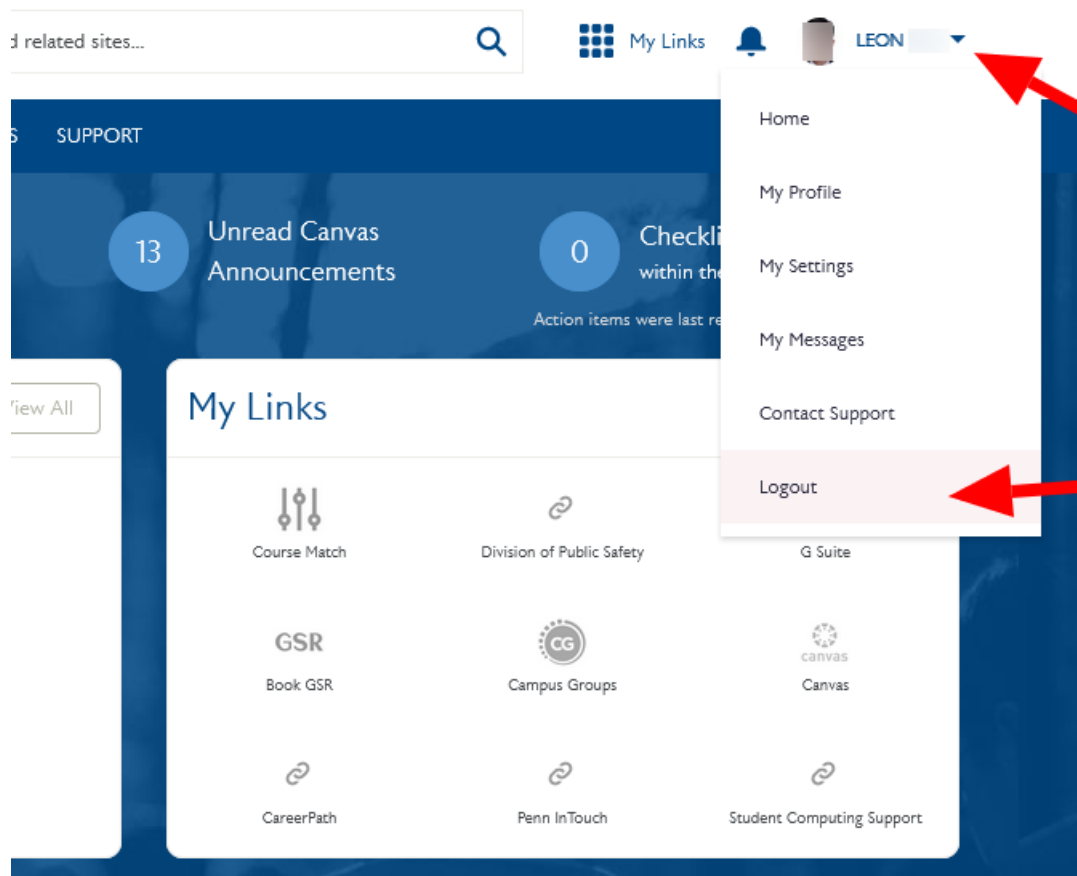 d related sites...
My Links
LEON
Home
My Profile
My Settings
My Messages
Contact Support
Logout
S SUPPORT
13
Unread Canvas
Announcements
0
Checkli
within the
Action items were last re
View All
My Links
Course Match
Division of Public Safety
G Suite
GSR
Book GSR
CG
Campus Groups
canvas
Canvas
CareerPath
Penn InTouch
Student Computing Support